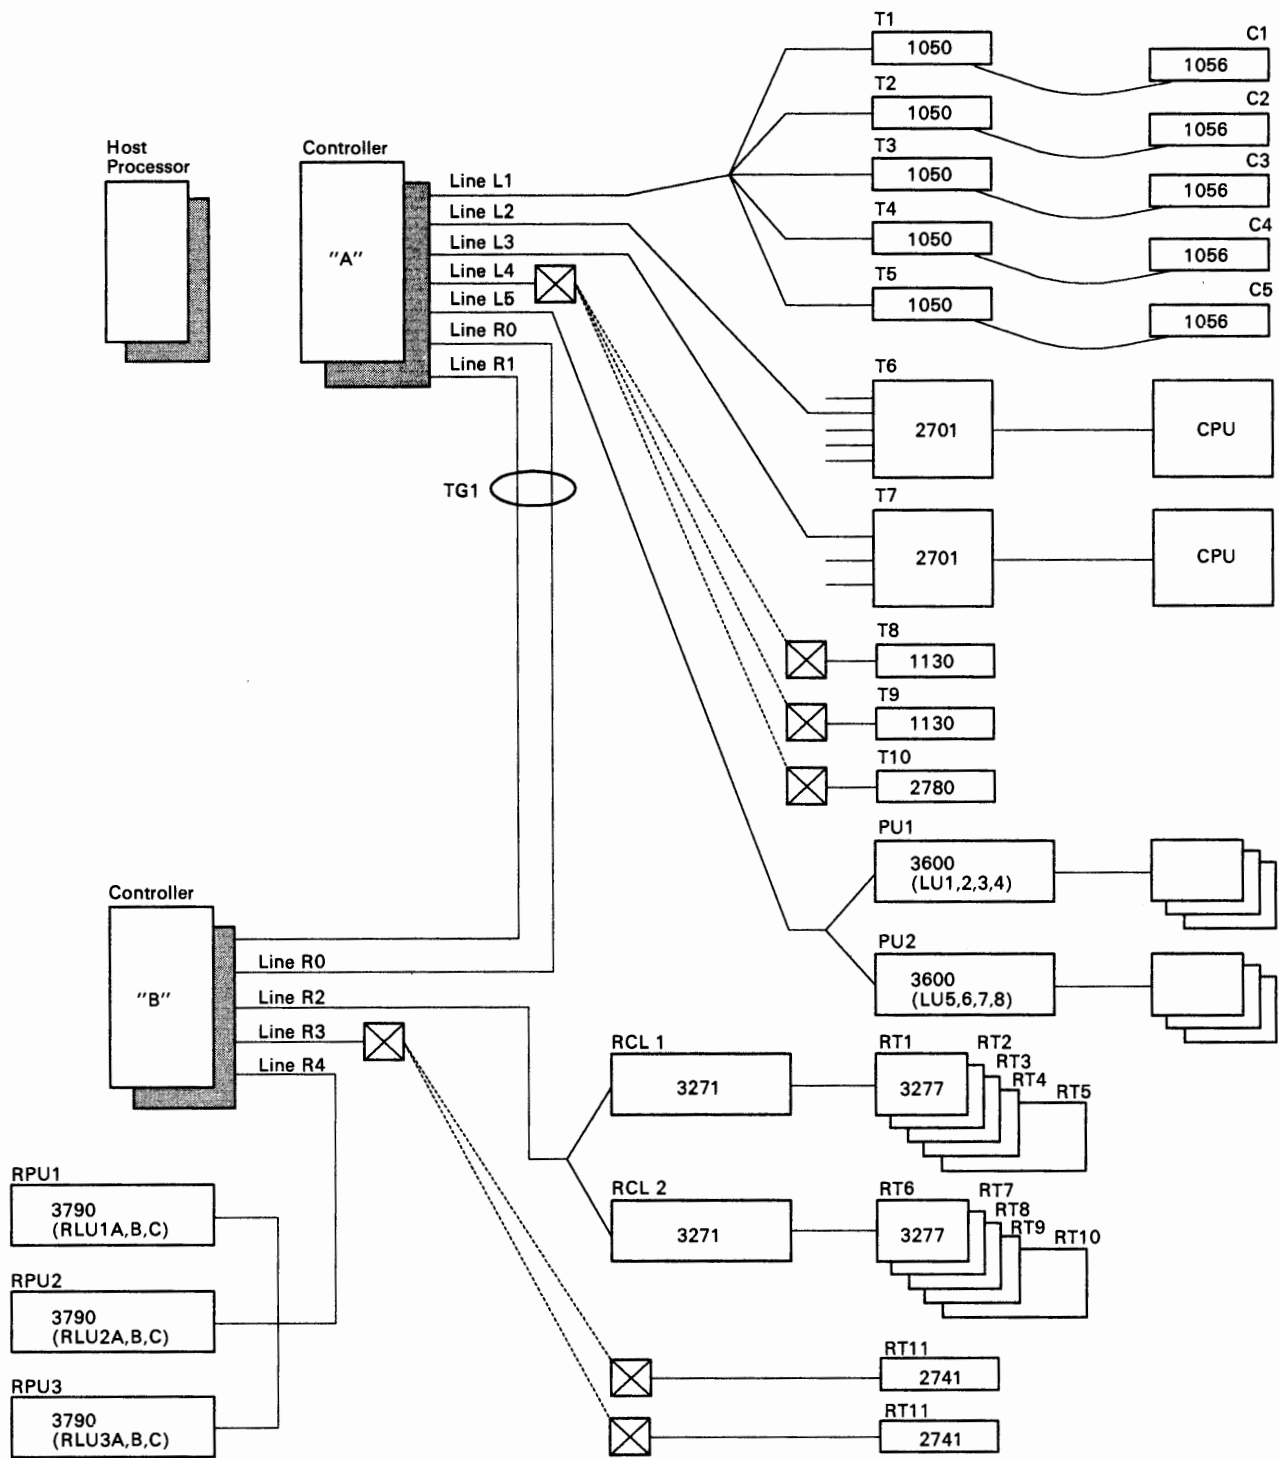 Host
Processor
Controller
"A"
Line L1
Line L2
Line L3
Line L4
Line L5
Line R0
Line R1
TG1
T1
1050
C1
1056
T2
1050
C2
1056
T3
1050
C3
1056
T4
1050
C4
1056
T5
1050
C5
1056
T6
2701
CPU
T7
2701
CPU
T8
1130
T9
1130
T10
2780
PU1
3600
(LU1,2,3,4)
PU2
3600
(LU5,6,7,8)
Controller
"B"
Line R0
Line R2
Line R3
Line R4
RCL 1
3271
RT1
3277
RT2
RT3
RT4
RT5
RCL 2
3271
RT6
3277
RT7
RT8
RT9
RT10
RPU1
3790
(RLU1A,B,C)
RPU2
3790
(RLU2A,B,C)
RPU3
3790
(RLU3A,B,C)
RT11
2741
RT11
2741